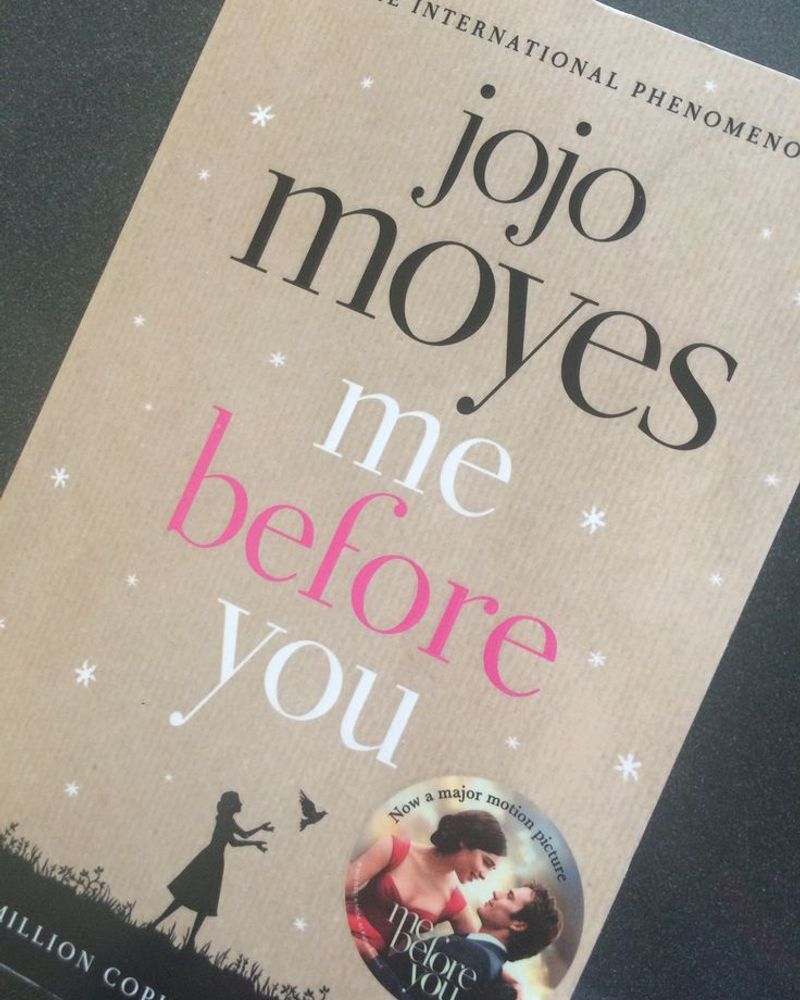 INTERNATIONAL PHENOMENO
jojo
moyes
me
before
you
Now a major motion picture
me
before
you
MILLION COPI